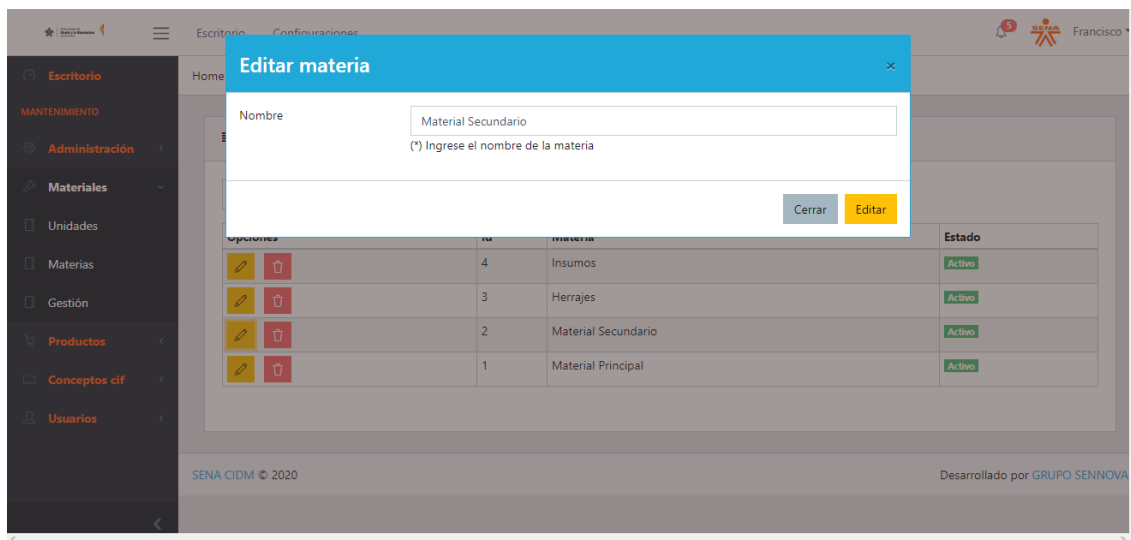 Escritorio Configuraciones
5
SENA
Francisco
Escritorio
Home
MANTENIMIENTO
Administración
Materiales
Unidades
Materias
Gestión
Productos
Conceptos cif
Usuarios
Editar materia ×
Nombre Material Secundario
(*) Ingrese el nombre de la materia
Cerrar Editar
Opciones Id Materia Estado
4 Insumos Activo
3 Herrajes Activo
2 Material Secundario Activo
1 Material Principal Activo
SENA CIDM © 2020 Desarrollado por GRUPO SENNOVA